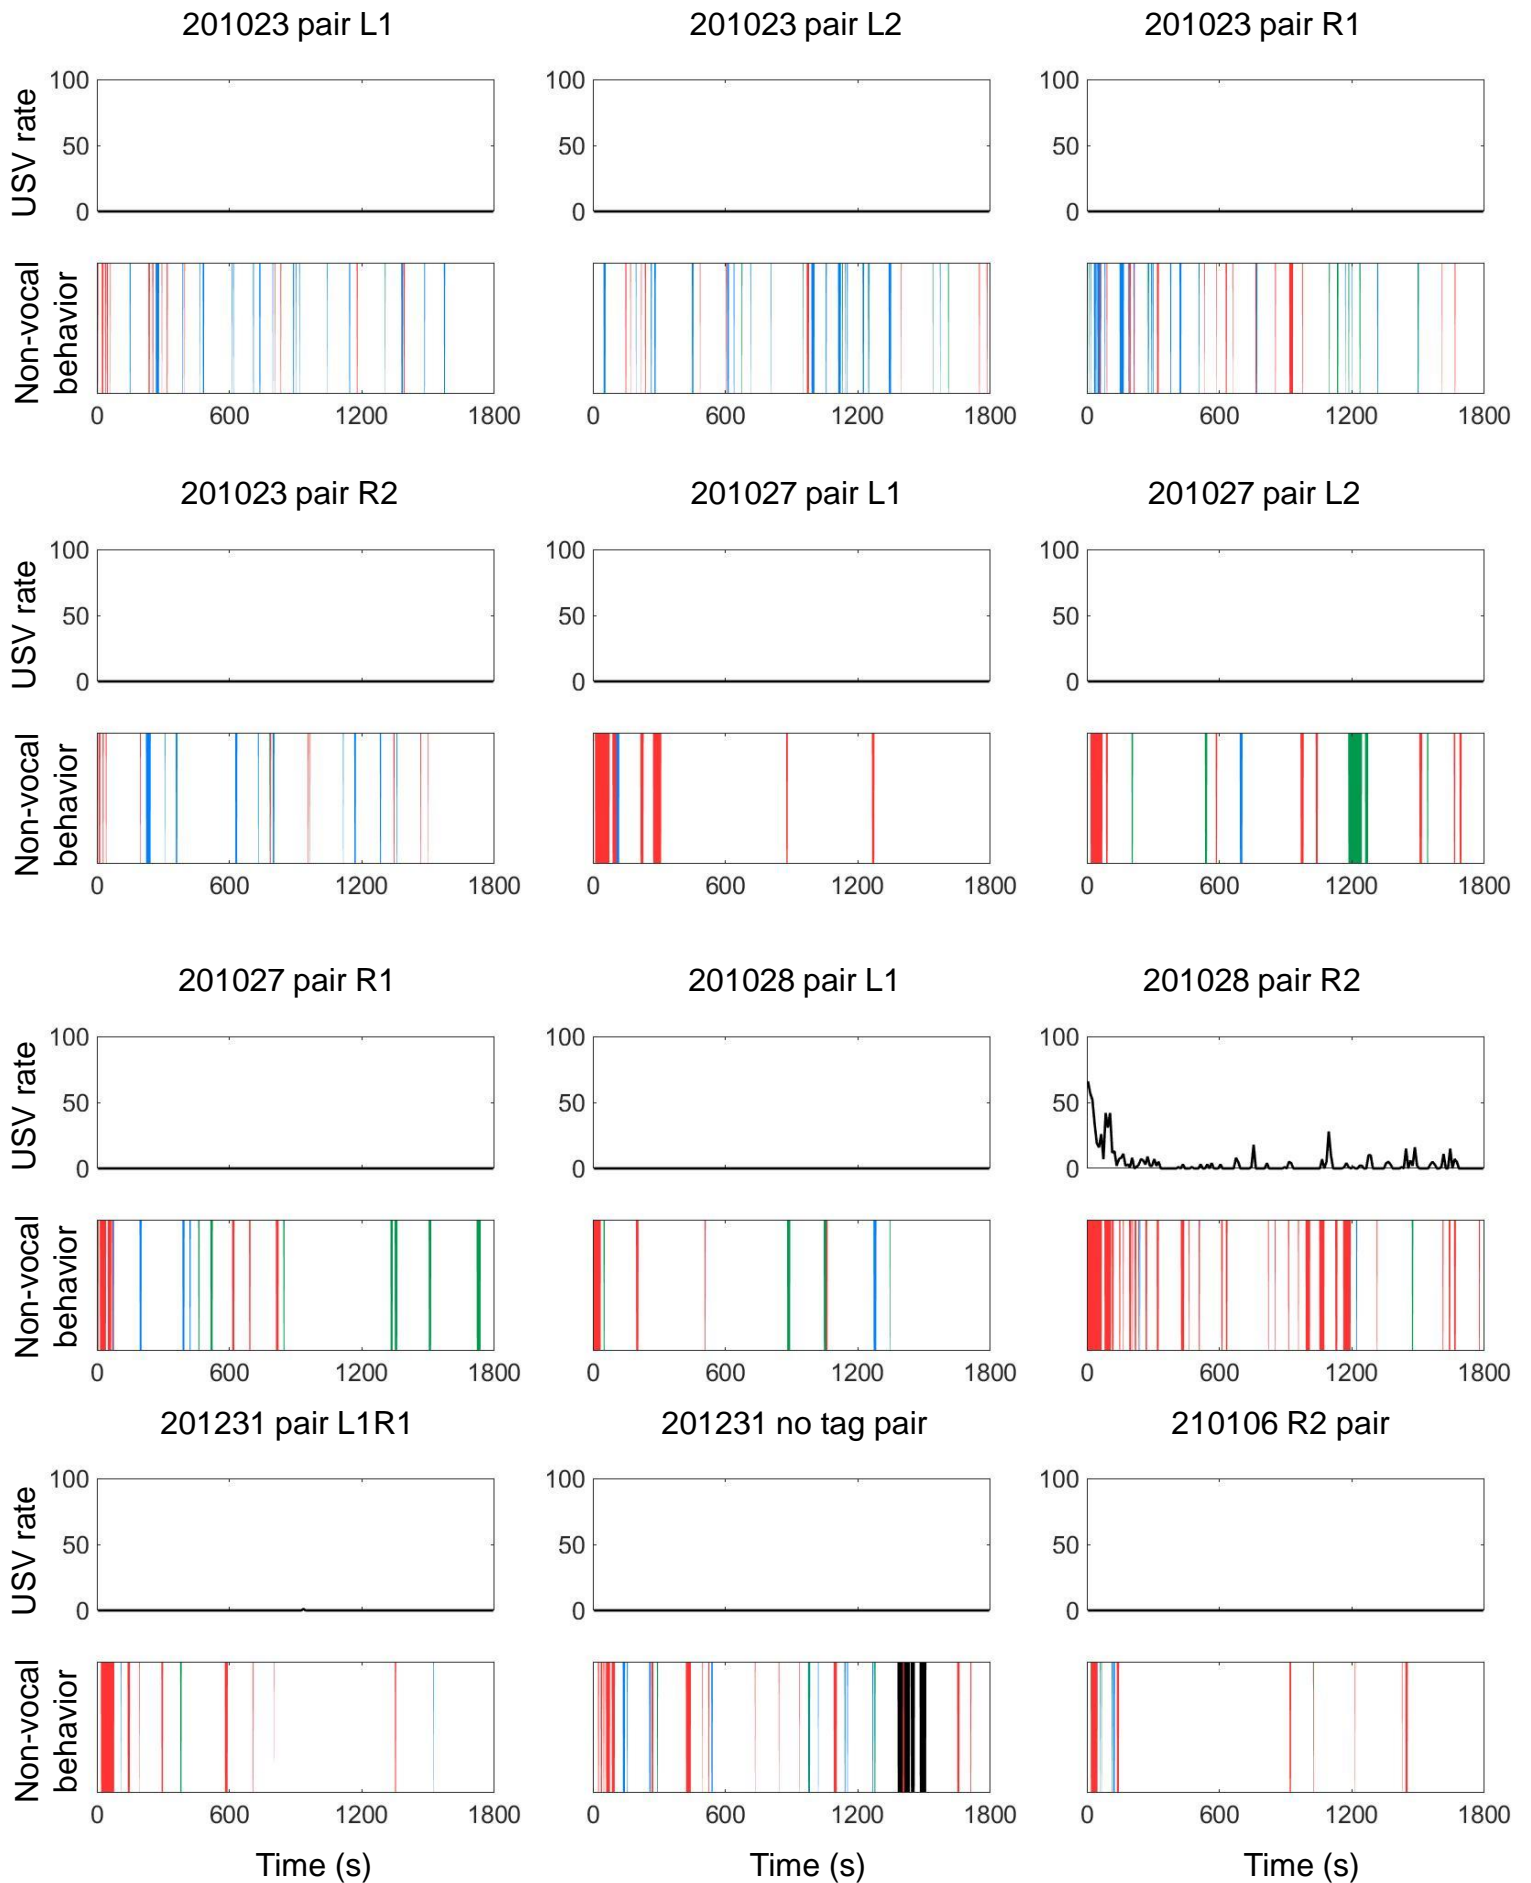 201023 pair L1
201023 pair L2
201023 pair R1
USV rate
100
50
0
100
50
0
100
50
0
Non-vocal
behavior
0 600 1200 1800
0 600 1200 1800
0 600 1200 1800
201023 pair R2
201027 pair L1
201027 pair L2
USV rate
100
50
0
100
50
0
100
50
0
Non-vocal
behavior
0 600 1200 1800
0 600 1200 1800
0 600 1200 1800
201027 pair R1
201028 pair L1
201028 pair R2
USV rate
100
50
0
100
50
0
100
50
0
Non-vocal
behavior
0 600 1200 1800
0 600 1200 1800
0 600 1200 1800
201231 pair L1R1
201231 no tag pair
210106 R2 pair
USV rate
100
50
0
100
50
0
100
50
0
Non-vocal
behavior
0 600 1200 1800
0 600 1200 1800
0 600 1200 1800
Time (s)
Time (s)
Time (s)